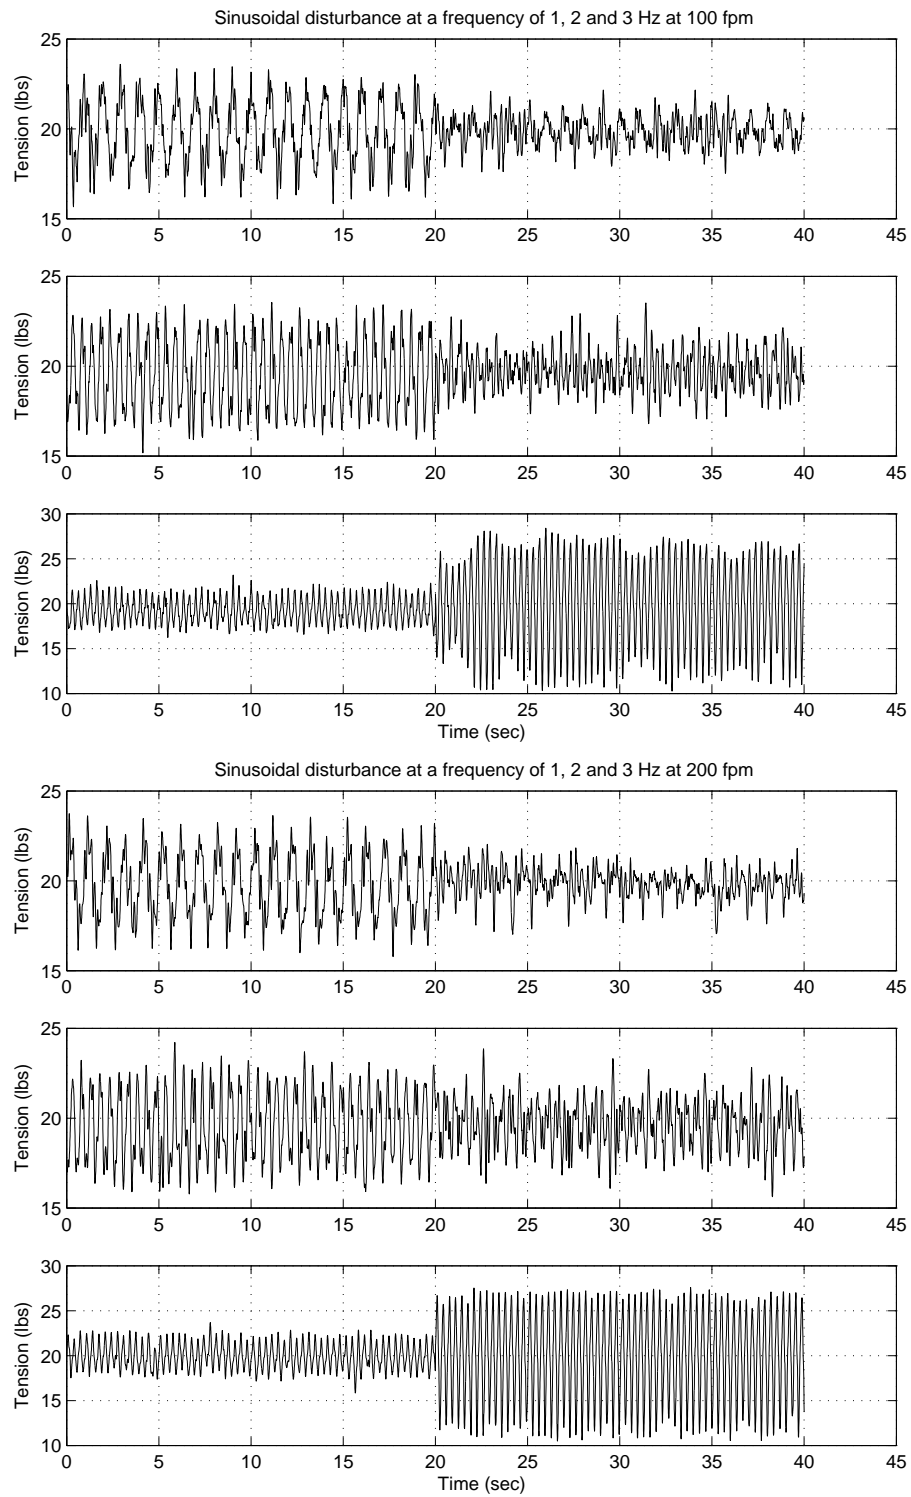 Sinusoidal disturbance at a frequency of 1, 2 and 3 Hz at 100 fpm
25
20
15
Tension (lbs)
0 5 10 15 20 25 30 35 40 45
25
20
15
Tension (lbs)
0 5 10 15 20 25 30 35 40 45
30
25
20
15
10
Tension (lbs)
0 5 10 15 20 25 30 35 40 45
Time (sec)
Sinusoidal disturbance at a frequency of 1, 2 and 3 Hz at 200 fpm
25
20
15
Tension (lbs)
0 5 10 15 20 25 30 35 40 45
25
20
15
Tension (lbs)
0 5 10 15 20 25 30 35 40 45
30
25
20
15
10
Tension (lbs)
0 5 10 15 20 25 30 35 40 45
Time (sec)